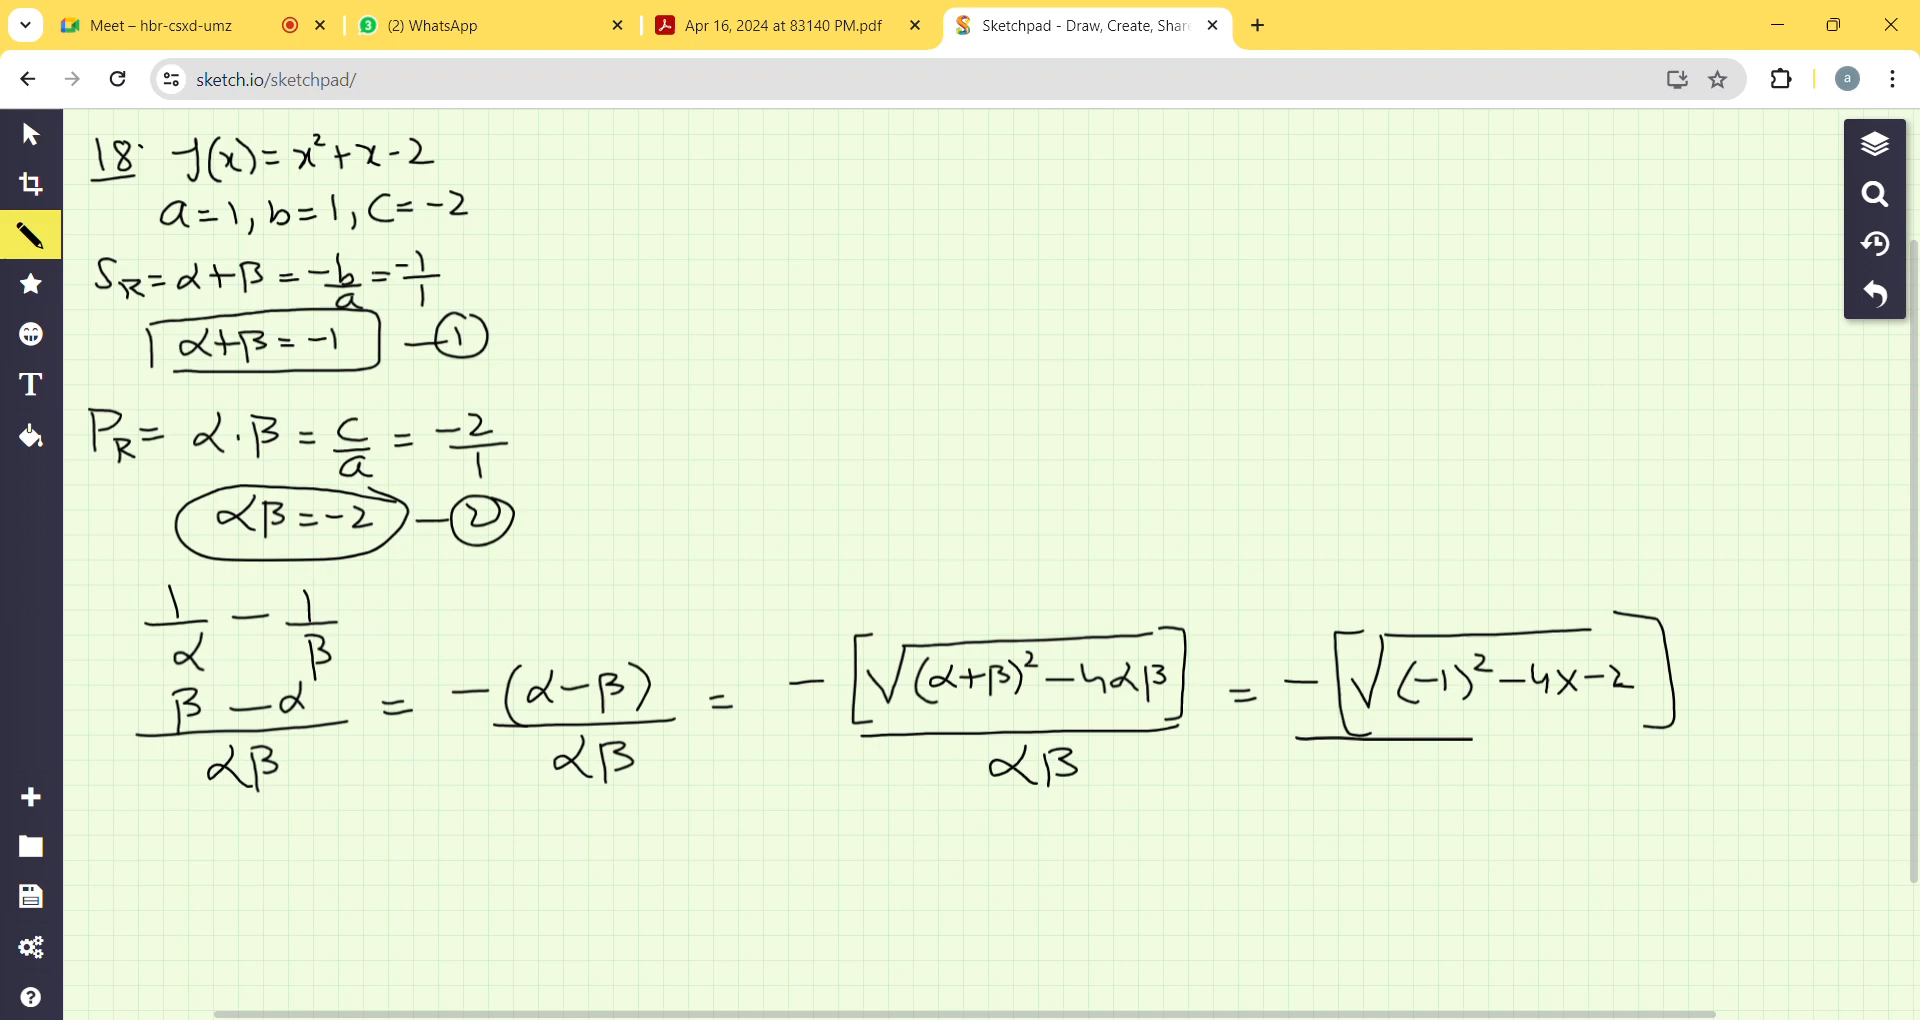 Meet – hbr-csxd-umz
(2) WhatsApp
Apr 16, 2024 at 83140 PM.pdf
Sketchpad - Draw, Create, Shar
sketch.io/sketchpad/
a
18. f(x) = x² + x - 2
a = 1, b = 1, C = -2
S_R = α + β = -b/a = -1/1
α + β = -1 — ①
P_R = α · β = c/a = -2/1
αβ = -2 — ②
1/α - 1/β
(β - α)/αβ = -(α - β)/αβ = -[√((α+β)² - 4αβ)]/αβ = -[√((-1)² - 4x-2)]
T